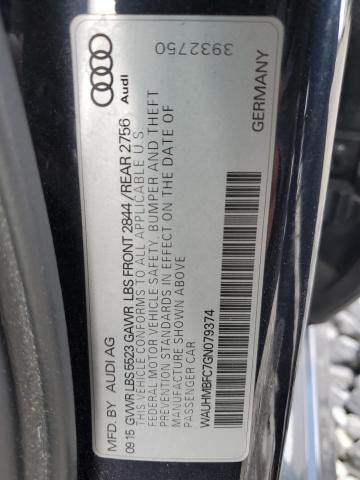 MFD. BY AUDI AG
Audi
3932750
0915 GVWR LBS 5523 GAWR LBS FRONT 2844 / REAR 2756
THIS VEHICLE CONFORMS TO ALL APPLICABLE U.S.
FEDERAL MOTOR VEHICLE SAFETY, BUMPER AND THEFT
PREVENTION STANDARDS IN EFFECT ON THE DATE OF
MANUFACTURE SHOWN ABOVE
PASSENGER CAR
WAUHMBFC7GN079374
GERMANY